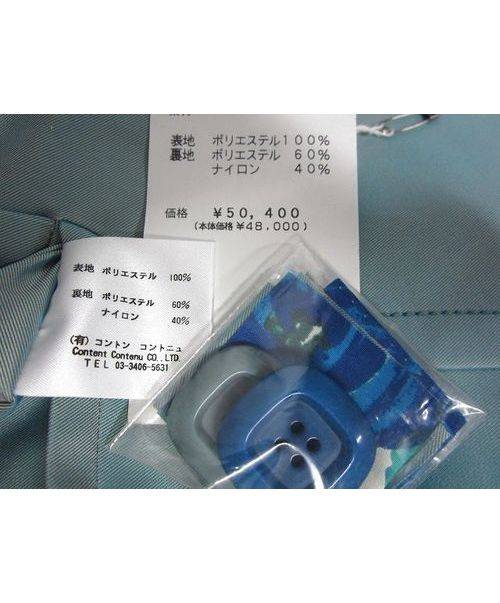 表地 ポリエステル100%
裏地 ポリエステル 60%
ナイロン 40%
価格 ￥50,400
(本体価格 ￥48,000)
表地 ポリエステル 100%
裏地 ポリエステル 60%
ナイロン 40%
(有) コントン コントニュ
Content Contenu CO.,LTD.
TEL 03-3406-5631